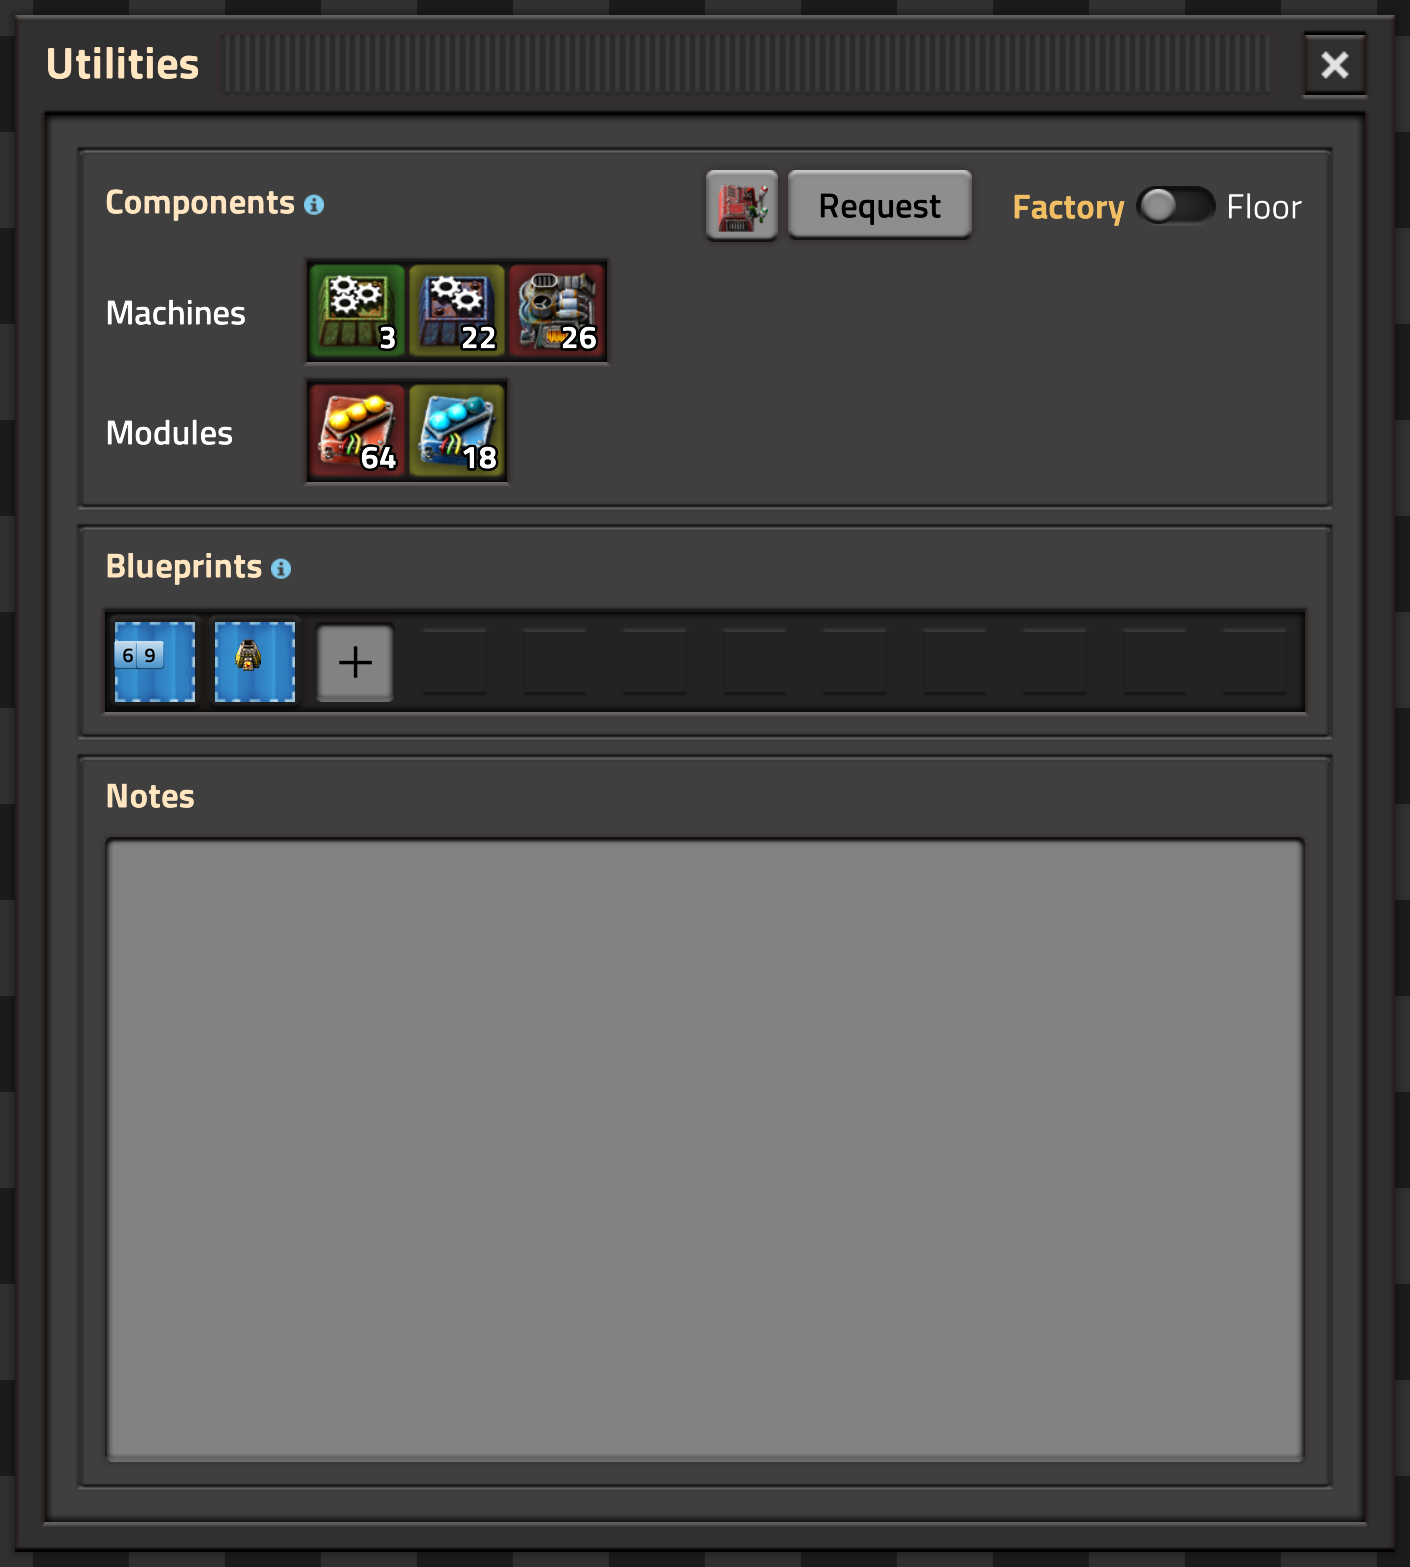 Utilities
Components
Request
Factory Floor
Machines
3 22 26
Modules
64 18
Blueprints
6 9
Notes